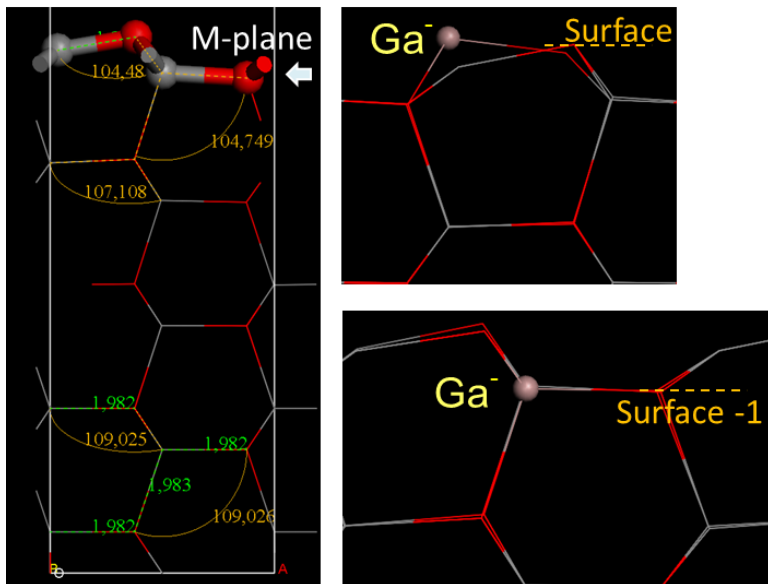 M-plane
1,
104,48
104,749
107,108
1,982
109,025
1,982
1,983
109,026
1,982
B
O
A
Ga-
Surface
Ga-
Surface -1